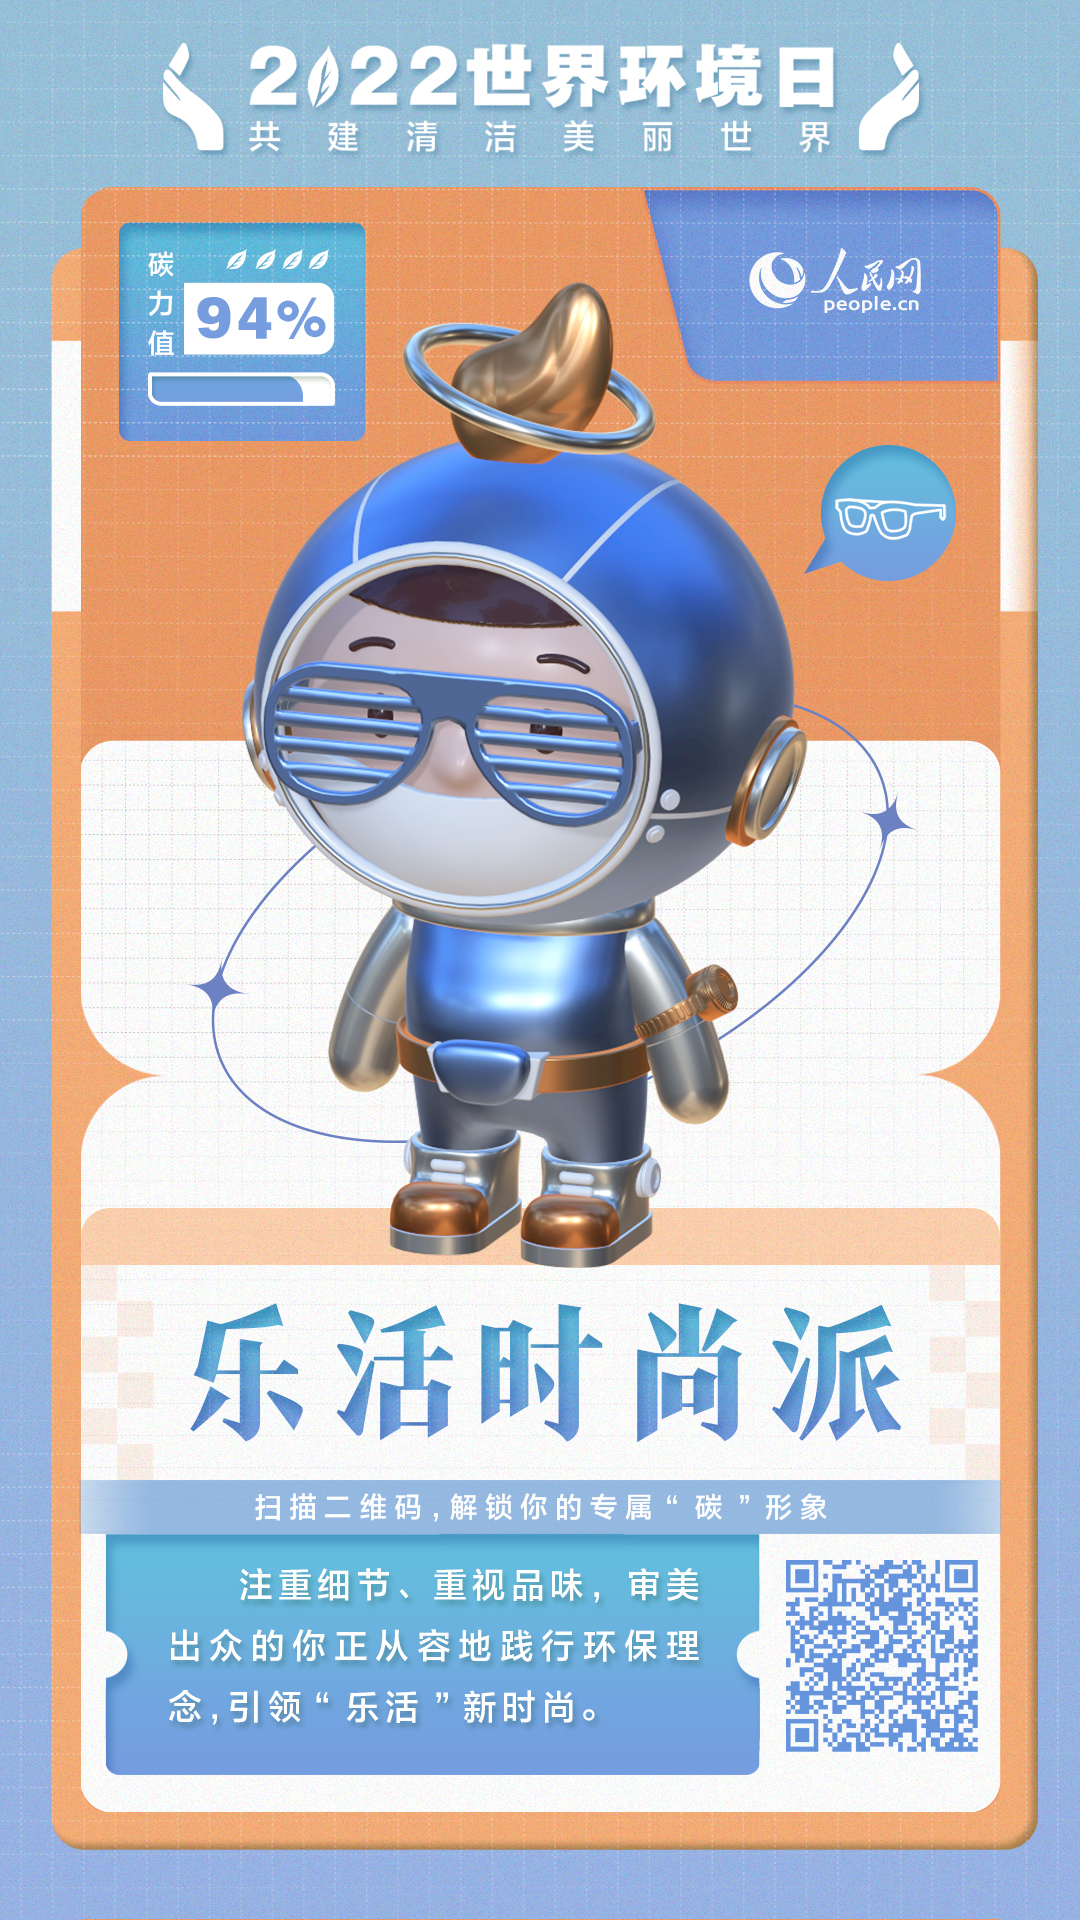 2022世界环境日
共建清洁美丽世界
碳力值
94%
人民网
people.cn
乐活时尚派
扫描二维码,解锁你的专属“碳”形象
注重细节、重视品味，审美
出众的你正从容地践行环保理
念,引领“乐活”新时尚。